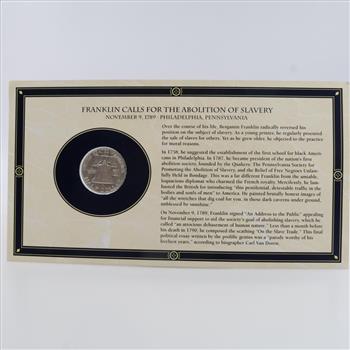 FRANKLIN CALLS FOR THE ABOLITION OF SLAVERY
NOVEMBER 9, 1789 · PHILADELPHIA, PENNSYLVANIA
Over the course of his life, Benjamin Franklin radically reversed his
position on the subject of slavery. As a young printer, he regularly presented
the sale of slaves for others. Yet as he grew older, he objected to the practice
for moral reasons.
In 1758, he suggested the establishment of the first school for black Ameri-
cans in Philadelphia. In 1787, he became president of the nation's first
abolition society, founded by the Quakers: The Pennsylvania Society for
Promoting the Abolition of Slavery, and the Relief of Free Negroes Unlaw-
fully Held in Bondage. This was a far different Franklin from the amiable,
loquacious diplomat who charmed the French royalty. Mercilessly, he lam-
basted the British for introducing "this pestilential, detestable traffic in the
bodies and souls of men" to America. He painted brutally honest images of
"all the wretches that dig coal for you, in those dark caverns under ground,
unblessed by sunshine."
On November 9, 1789, Franklin signed "An Address to the Public" appealing
for financial support to aid the society's goal of abolishing slavery, which he
called "an atrocious debasement of human nature." Less than a month before
his death in 1790, he composed the scathing "On the Slave Trade." This final
political essay written by the prolific genius was a "parody worthy of his
liveliest years," according to biographer Carl Van Doren.